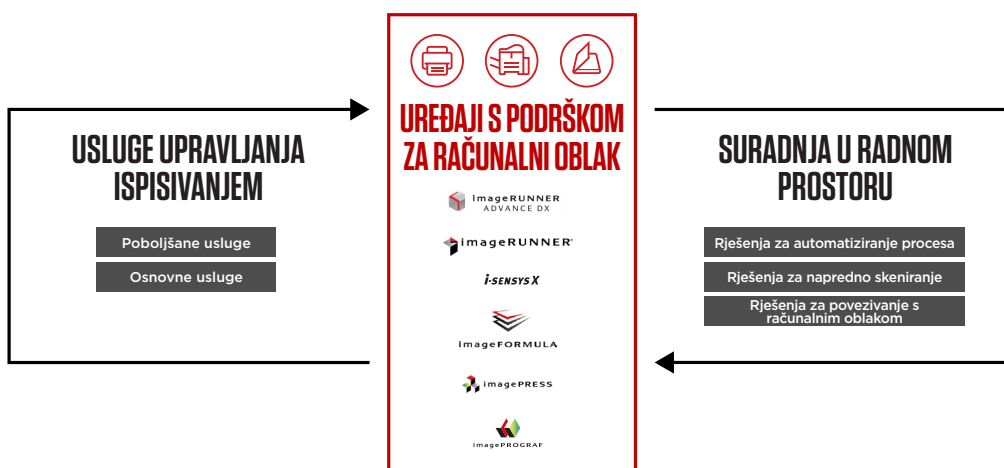 USLUGE UPRAVLJANJA
ISPISIVANJEM
Poboljšane usluge
Osnovne usluge
UREĐAJI S PODRŠKOM
ZA RAČUNALNI OBLAK
imageRUNNER
ADVANCE DX
imageRUNNER®
i-SENSYS X
imageFORMULA
imagePRESS
imagePROGRAF
SURADNJA U RADNOM
PROSTORU
Rješenja za automatiziranje procesa
Rješenja za napredno skeniranje
Rješenja za povezivanje s
računalnim oblakom